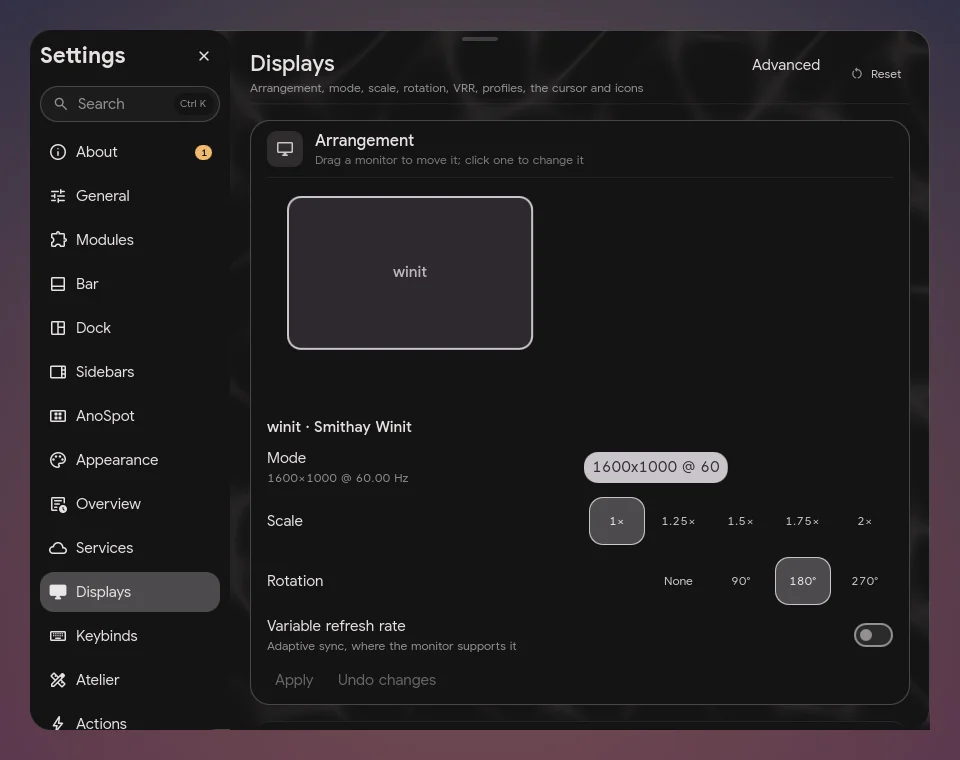 Settings
Search
Ctrl K
About
1
General
Modules
Bar
Dock
Sidebars
AnoSpot
Appearance
Overview
Services
Displays
Keybinds
Atelier
Actions
Displays
Arrangement, mode, scale, rotation, VRR, profiles, the cursor and icons
Advanced
Reset
Arrangement
Drag a monitor to move it; click one to change it
winit
winit · Smithay Winit
Mode
1600×1000 @ 60.00 Hz
1600x1000 @ 60
Scale
1× 1.25× 1.5× 1.75× 2×
Rotation
None 90° 180° 270°
Variable refresh rate
Adaptive sync, where the monitor supports it
Apply Undo changes